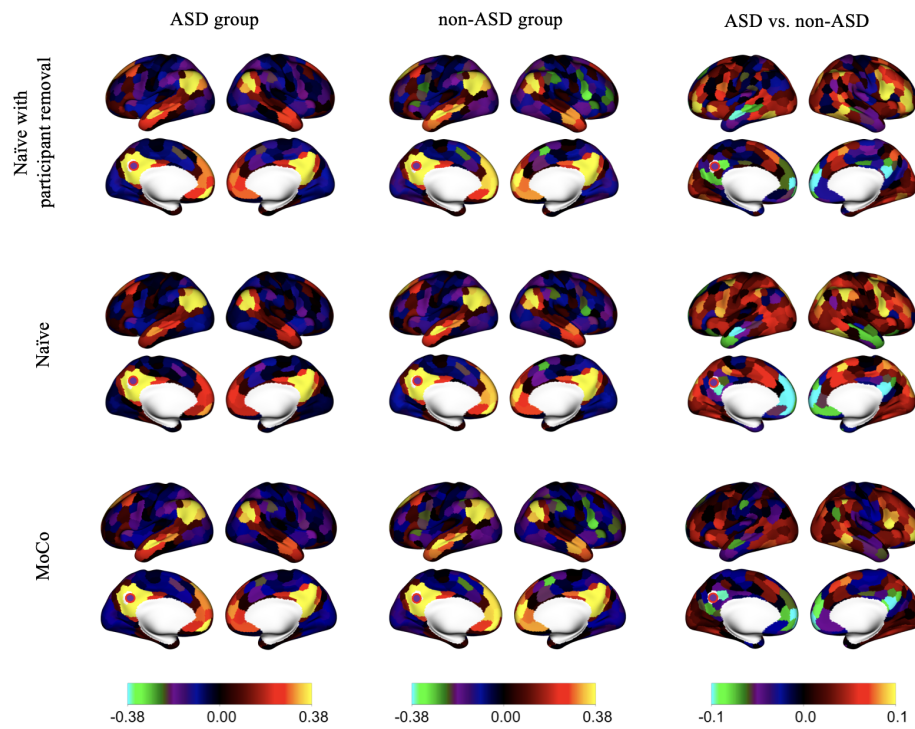 ASD group
non-ASD group
ASD vs. non-ASD
Naïve with
participant removal
Naïve
MoCo
-0.38
0.00
0.38
-0.38
0.00
0.38
-0.1
0.0
0.1